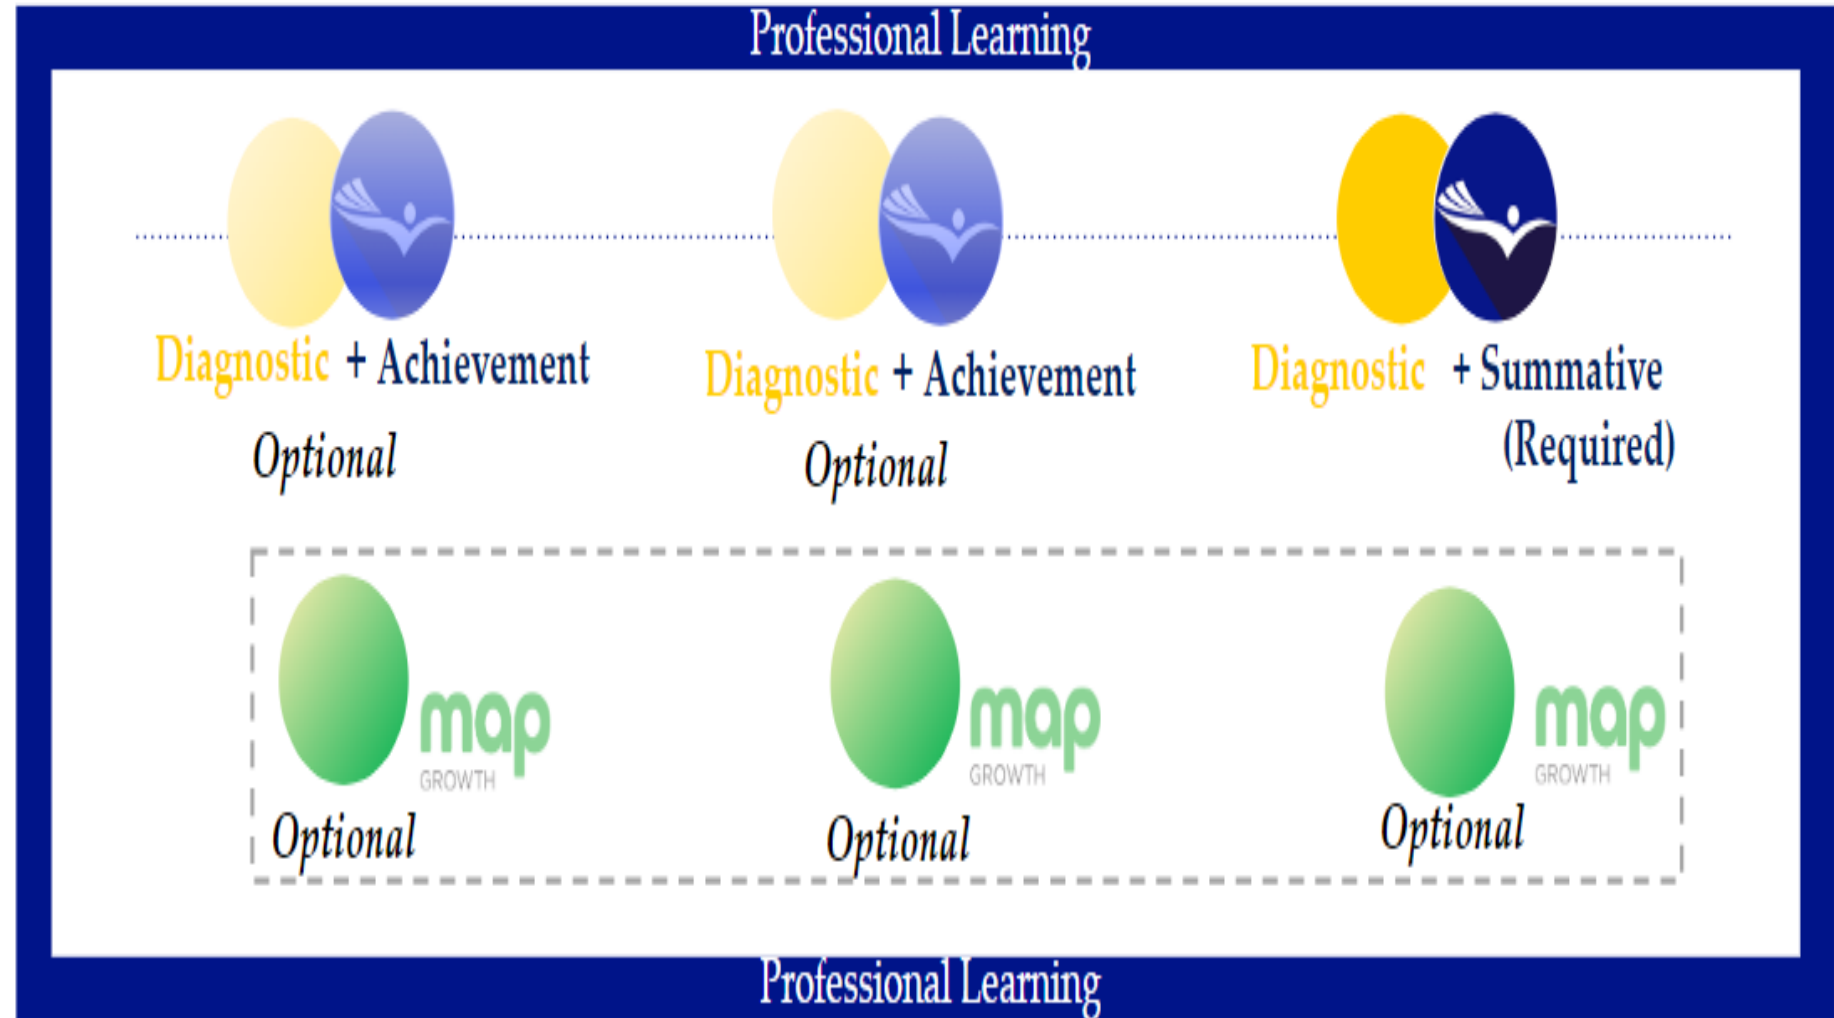 Professional Learning
Diagnostic + Achievement
Optional
Diagnostic + Achievement
Optional
Diagnostic + Summative
(Required)
map
GROWTH
Optional
map
GROWTH
Optional
map
GROWTH
Optional
Professional Learning